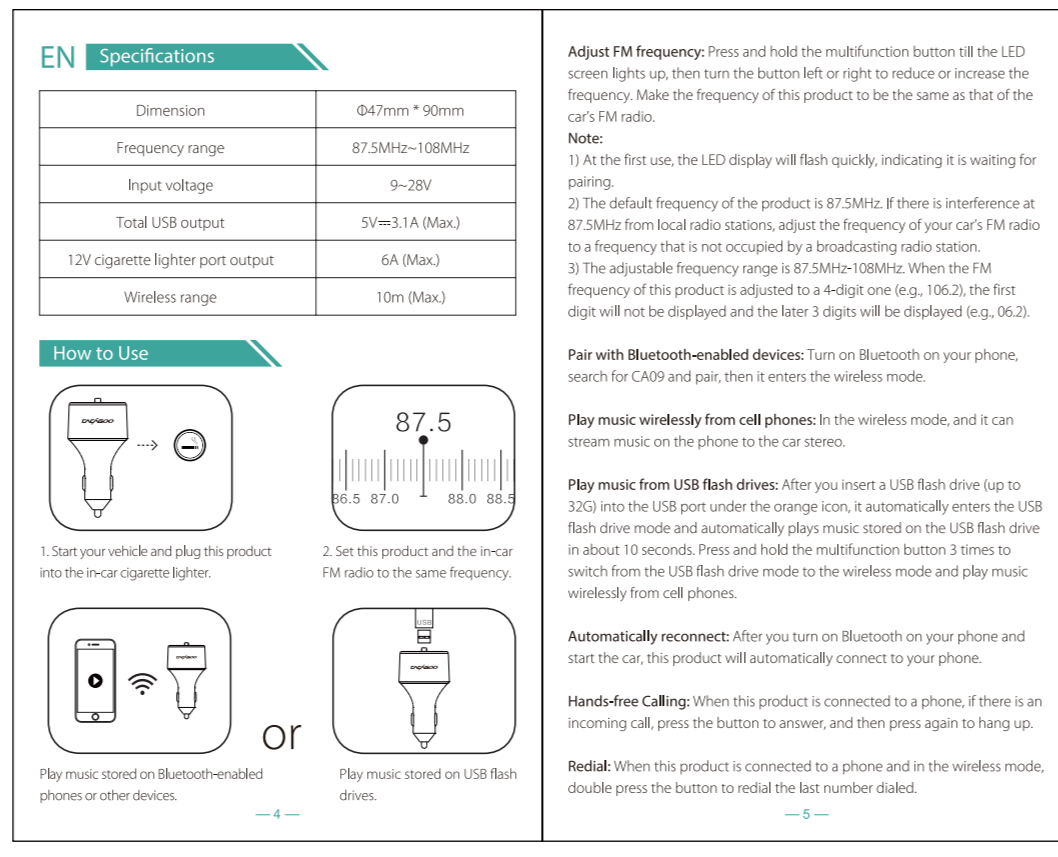 EN Specifications
Dimension Φ47mm * 90mm
Frequency range 87.5MHz~108MHz
Input voltage 9~28V
Total USB output 5V⎓3.1A (Max.)
12V cigarette lighter port output 6A (Max.)
Wireless range 10m (Max.)
How to Use
87.5
86.5 87.0 88.0 88.5
1. Start your vehicle and plug this product
into the in-car cigarette lighter.
2. Set this product and the in-car
FM radio to the same frequency.
USB
or
Play music stored on Bluetooth-enabled
phones or other devices.
Play music stored on USB flash
drives.
— 4 —
Adjust FM frequency: Press and hold the multifunction button till the LED
screen lights up, then turn the button left or right to reduce or increase the
frequency. Make the frequency of this product to be the same as that of the
car's FM radio.
Note:
1) At the first use, the LED display will flash quickly, indicating it is waiting for
pairing.
2) The default frequency of the product is 87.5MHz. If there is interference at
87.5MHz from local radio stations, adjust the frequency of your car's FM radio
to a frequency that is not occupied by a broadcasting radio station.
3) The adjustable frequency range is 87.5MHz-108MHz. When the FM
frequency of this product is adjusted to a 4-digit one (e.g., 106.2), the first
digit will not be displayed and the later 3 digits will be displayed (e.g., 06.2).
Pair with Bluetooth-enabled devices: Turn on Bluetooth on your phone,
search for CA09 and pair, then it enters the wireless mode.
Play music wirelessly from cell phones: In the wireless mode, and it can
stream music on the phone to the car stereo.
Play music from USB flash drives: After you insert a USB flash drive (up to
32G) into the USB port under the orange icon, it automatically enters the USB
flash drive mode and automatically plays music stored on the USB flash drive
in about 10 seconds. Press and hold the multifunction button 3 times to
switch from the USB flash drive mode to the wireless mode and play music
wirelessly from cell phones.
Automatically reconnect: After you turn on Bluetooth on your phone and
start the car, this product will automatically connect to your phone.
Hands-free Calling: When this product is connected to a phone, if there is an
incoming call, press the button to answer, and then press again to hang up.
Redial: When this product is connected to a phone and in the wireless mode,
double press the button to redial the last number dialed.
— 5 —